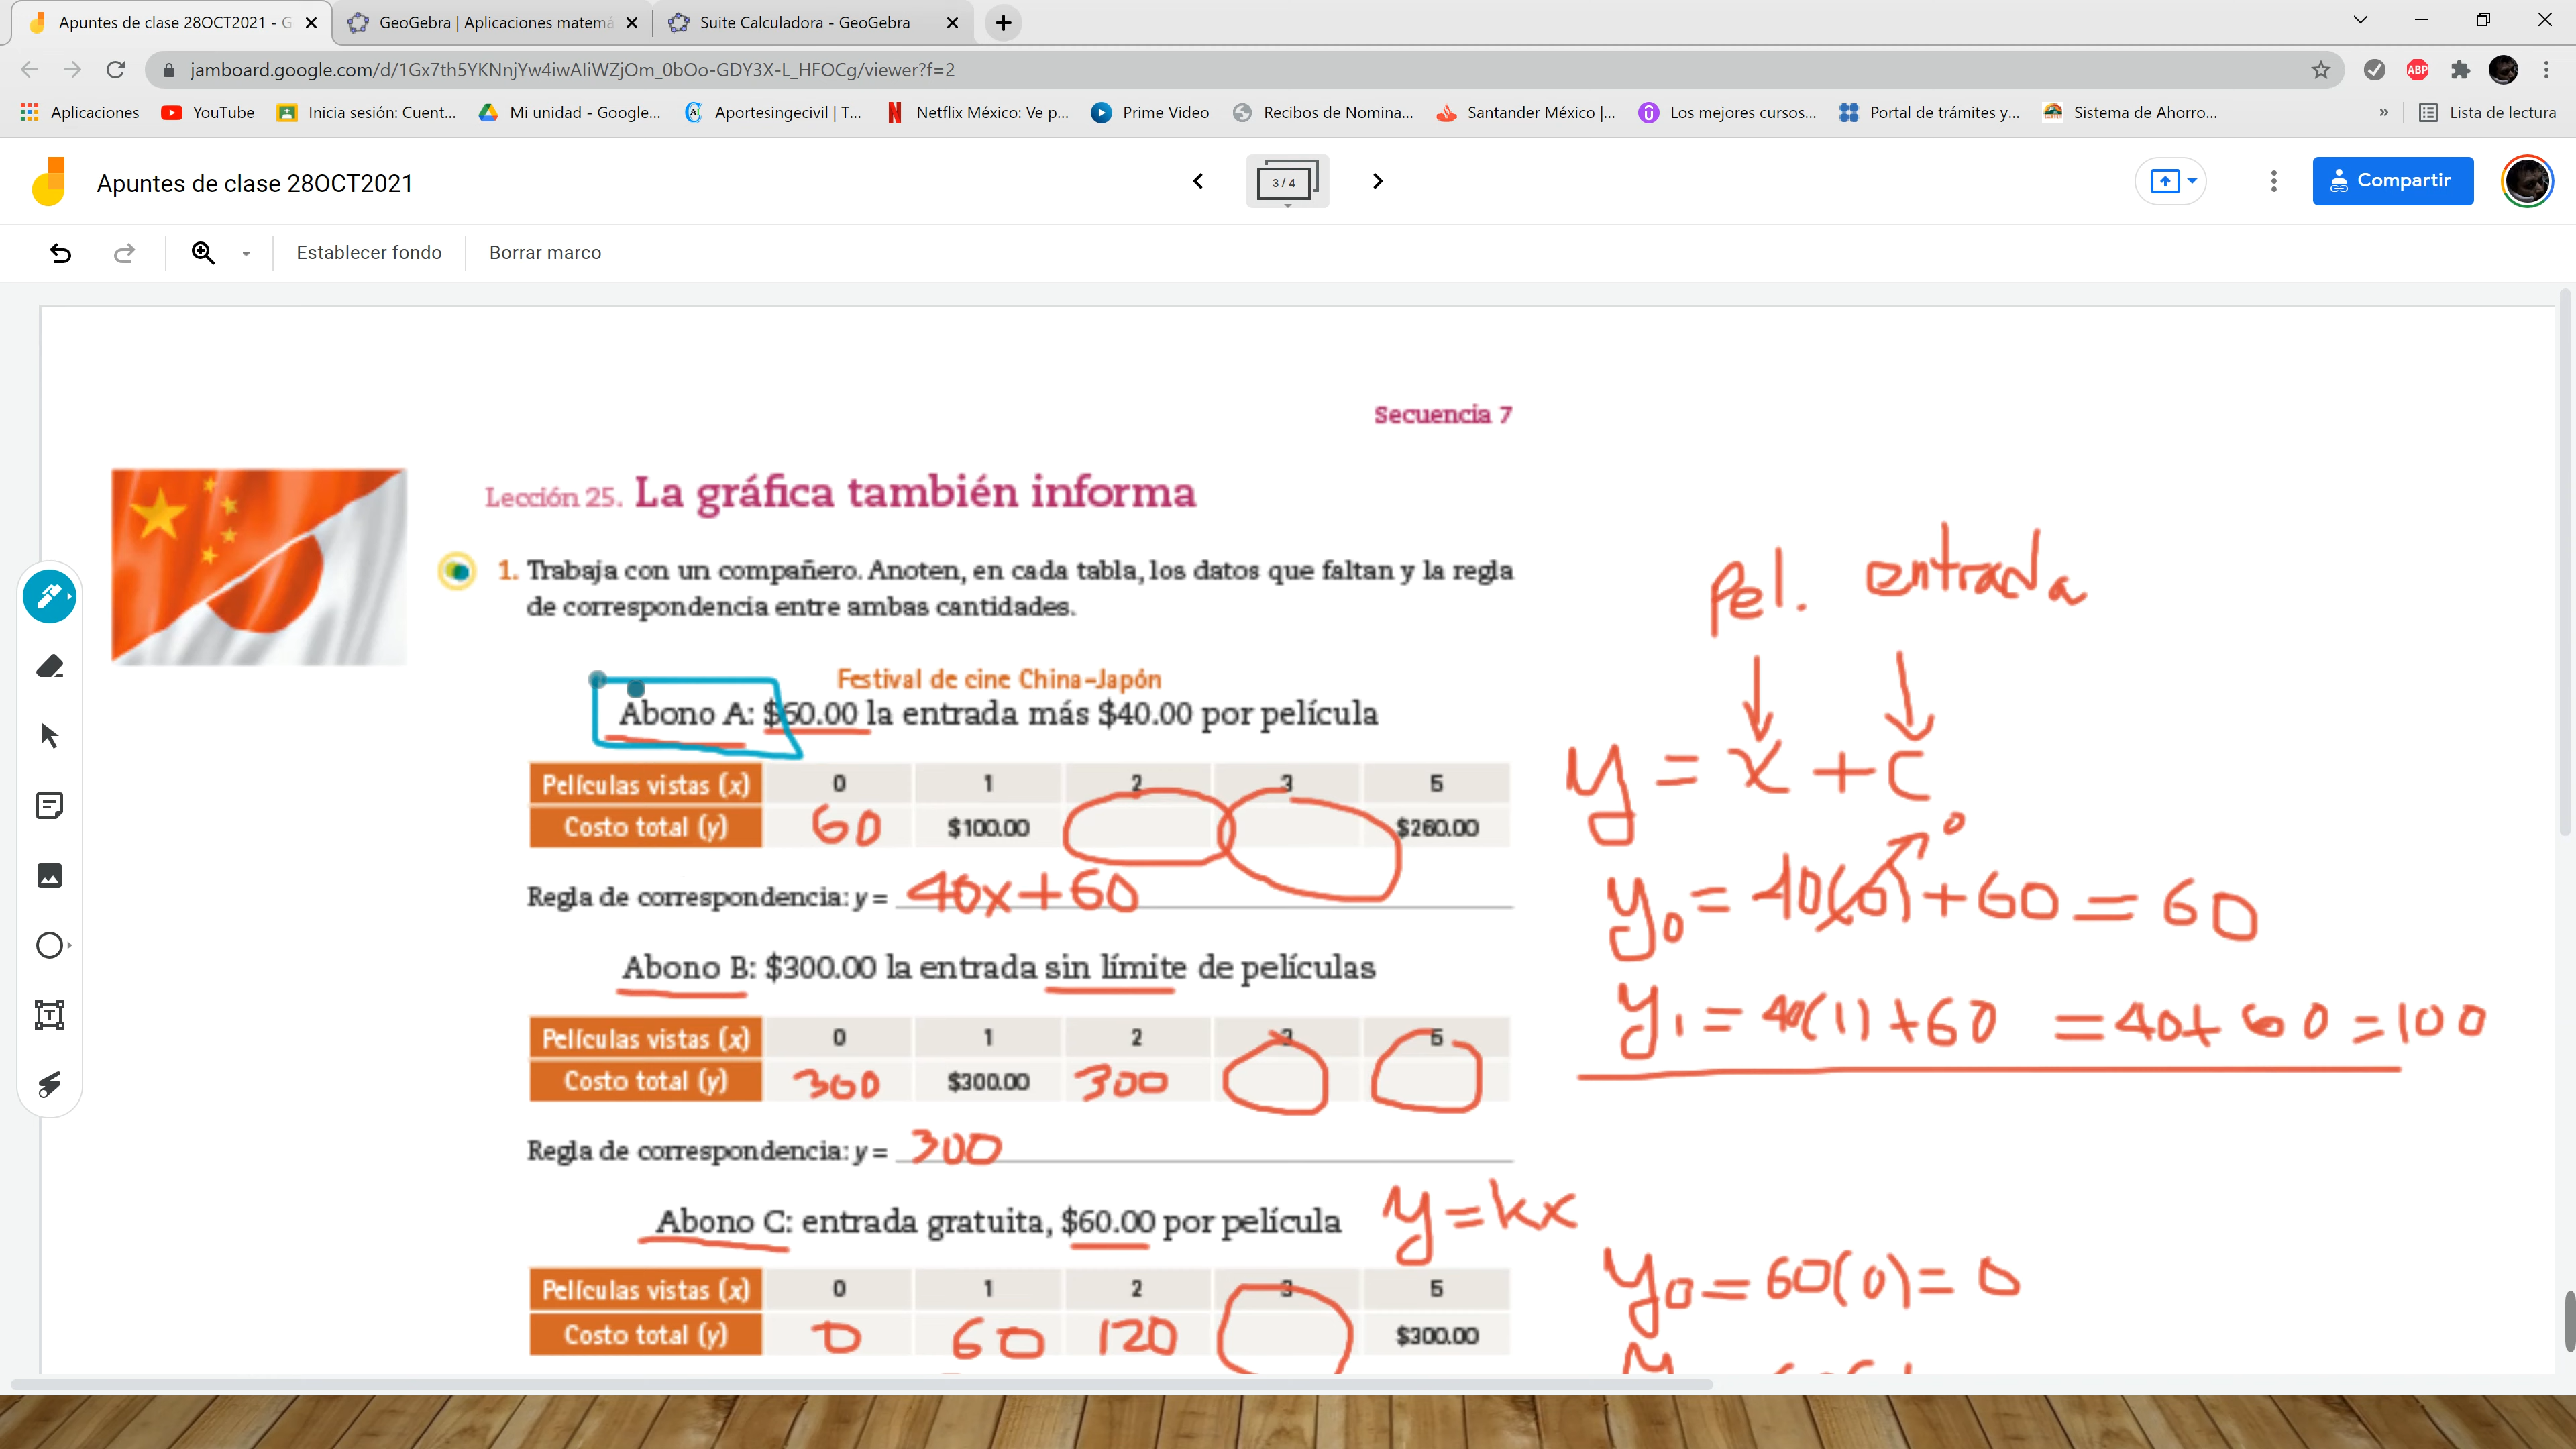 Apuntes de clase 28OCT2021 - G
GeoGebra | Aplicaciones matemá
Suite Calculadora - GeoGebra
jamboard.google.com/d/1Gx7th5YKNnjYw4iwAIiWZjOm_0bOo-GDY3X-L_HFOCg/viewer?f=2
ABP
Aplicaciones
YouTube
Inicia sesión: Cuent...
Mi unidad - Google...
Aportesingecivil | T...
Netflix México: Ve p...
Prime Video
Recibos de Nomina...
Santander México |...
Los mejores cursos...
Portal de trámites y...
Sistema de Ahorro...
»
Lista de lectura
Apuntes de clase 28OCT2021
3 / 4
Compartir
Establecer fondo
Borrar marco
Secuencia 7
Lección 25. La gráfica también informa
1. Trabaja con un compañero. Anoten, en cada tabla, los datos que faltan y la regla
de correspondencia entre ambas cantidades.
Festival de cine China-Japón
Abono A: $60.00 la entrada más $40.00 por película
Películas vistas (x) 0 1 2 3 5
Costo total (y) 60 $100.00 $260.00
Regla de correspondencia: y = 40x+60
Abono B: $300.00 la entrada sin límite de películas
Películas vistas (x) 0 1 2 3 5
Costo total (y) 300 $300.00 300
Regla de correspondencia: y = 300
Abono C: entrada gratuita, $60.00 por película
y=kx
Películas vistas (x) 0 1 2 3 5
Costo total (y) 0 60 120 $300.00
Pel. entrada
y = x + c
0
y0 = 40(0)+60 = 60
y1 = 40(1)+60 =40+60=100
y0=60(0)=0